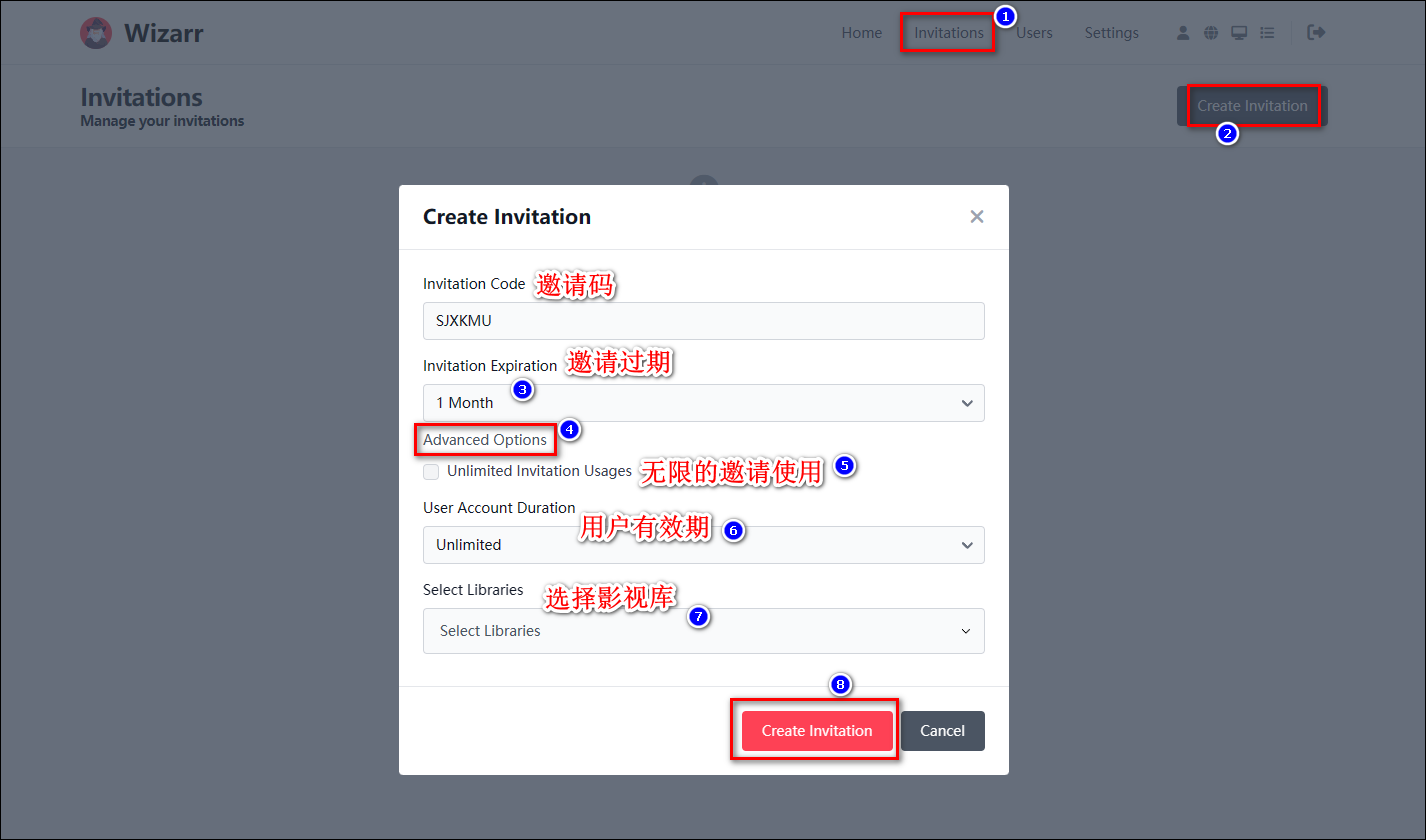 Wizarr
Home Invitations 1 Users Settings
Invitations
Manage your invitations
Create Invitation
2
Create Invitation
Invitation Code 邀请码
SJXKMU
Invitation Expiration 邀请过期
1 Month 3
Advanced Options 4
Unlimited Invitation Usages 无限的邀请使用 5
User Account Duration 用户有效期 6
Unlimited
Select Libraries 选择影视库 7
Select Libraries
8
Create Invitation Cancel